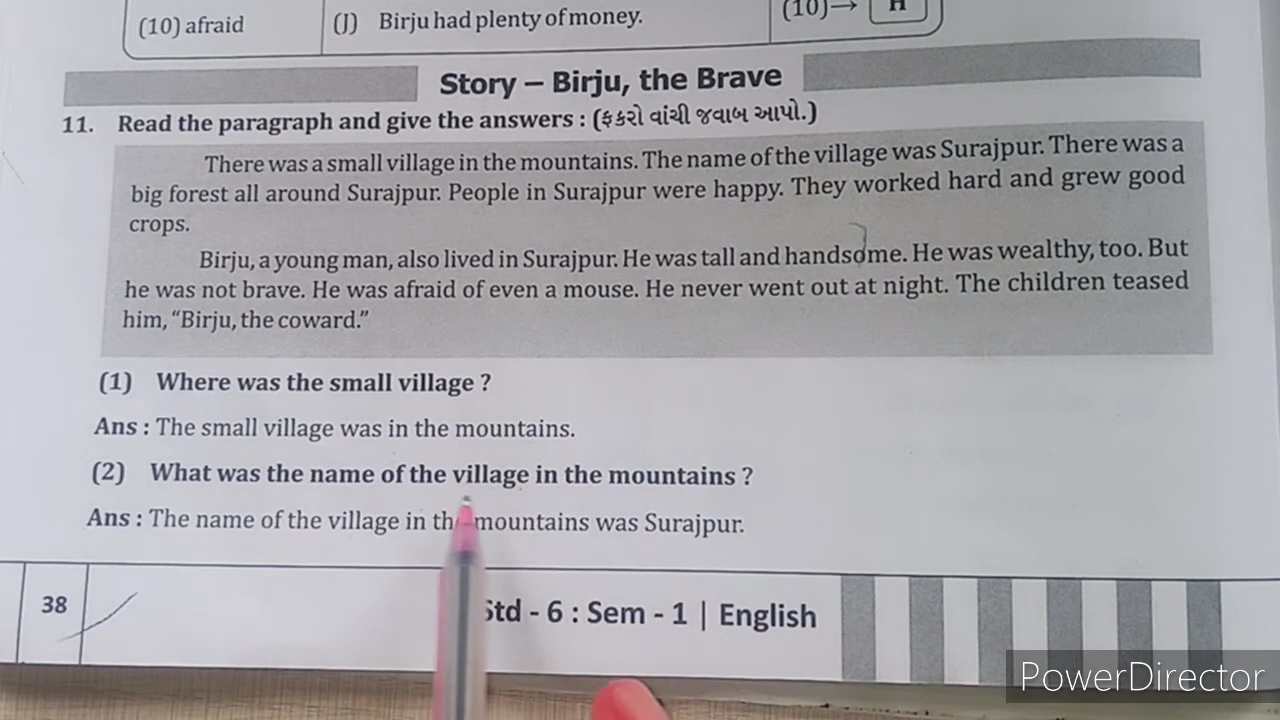 (10) afraid (J) Birju had plenty of money. (10)→ H
Story – Birju, the Brave
11. Read the paragraph and give the answers : (ફકરો વાંચી જવાબ આપો.)
There was a small village in the mountains. The name of the village was Surajpur. There was a
big forest all around Surajpur. People in Surajpur were happy. They worked hard and grew good
crops.
Birju, a young man, also lived in Surajpur. He was tall and handsome. He was wealthy, too. But
he was not brave. He was afraid of even a mouse. He never went out at night. The children teased
him, “Birju, the coward.”
(1) Where was the small village ?
Ans : The small village was in the mountains.
(2) What was the name of the village in the mountains ?
Ans : The name of the village in the mountains was Surajpur.
38 Std - 6 : Sem - 1 | English
PowerDirector